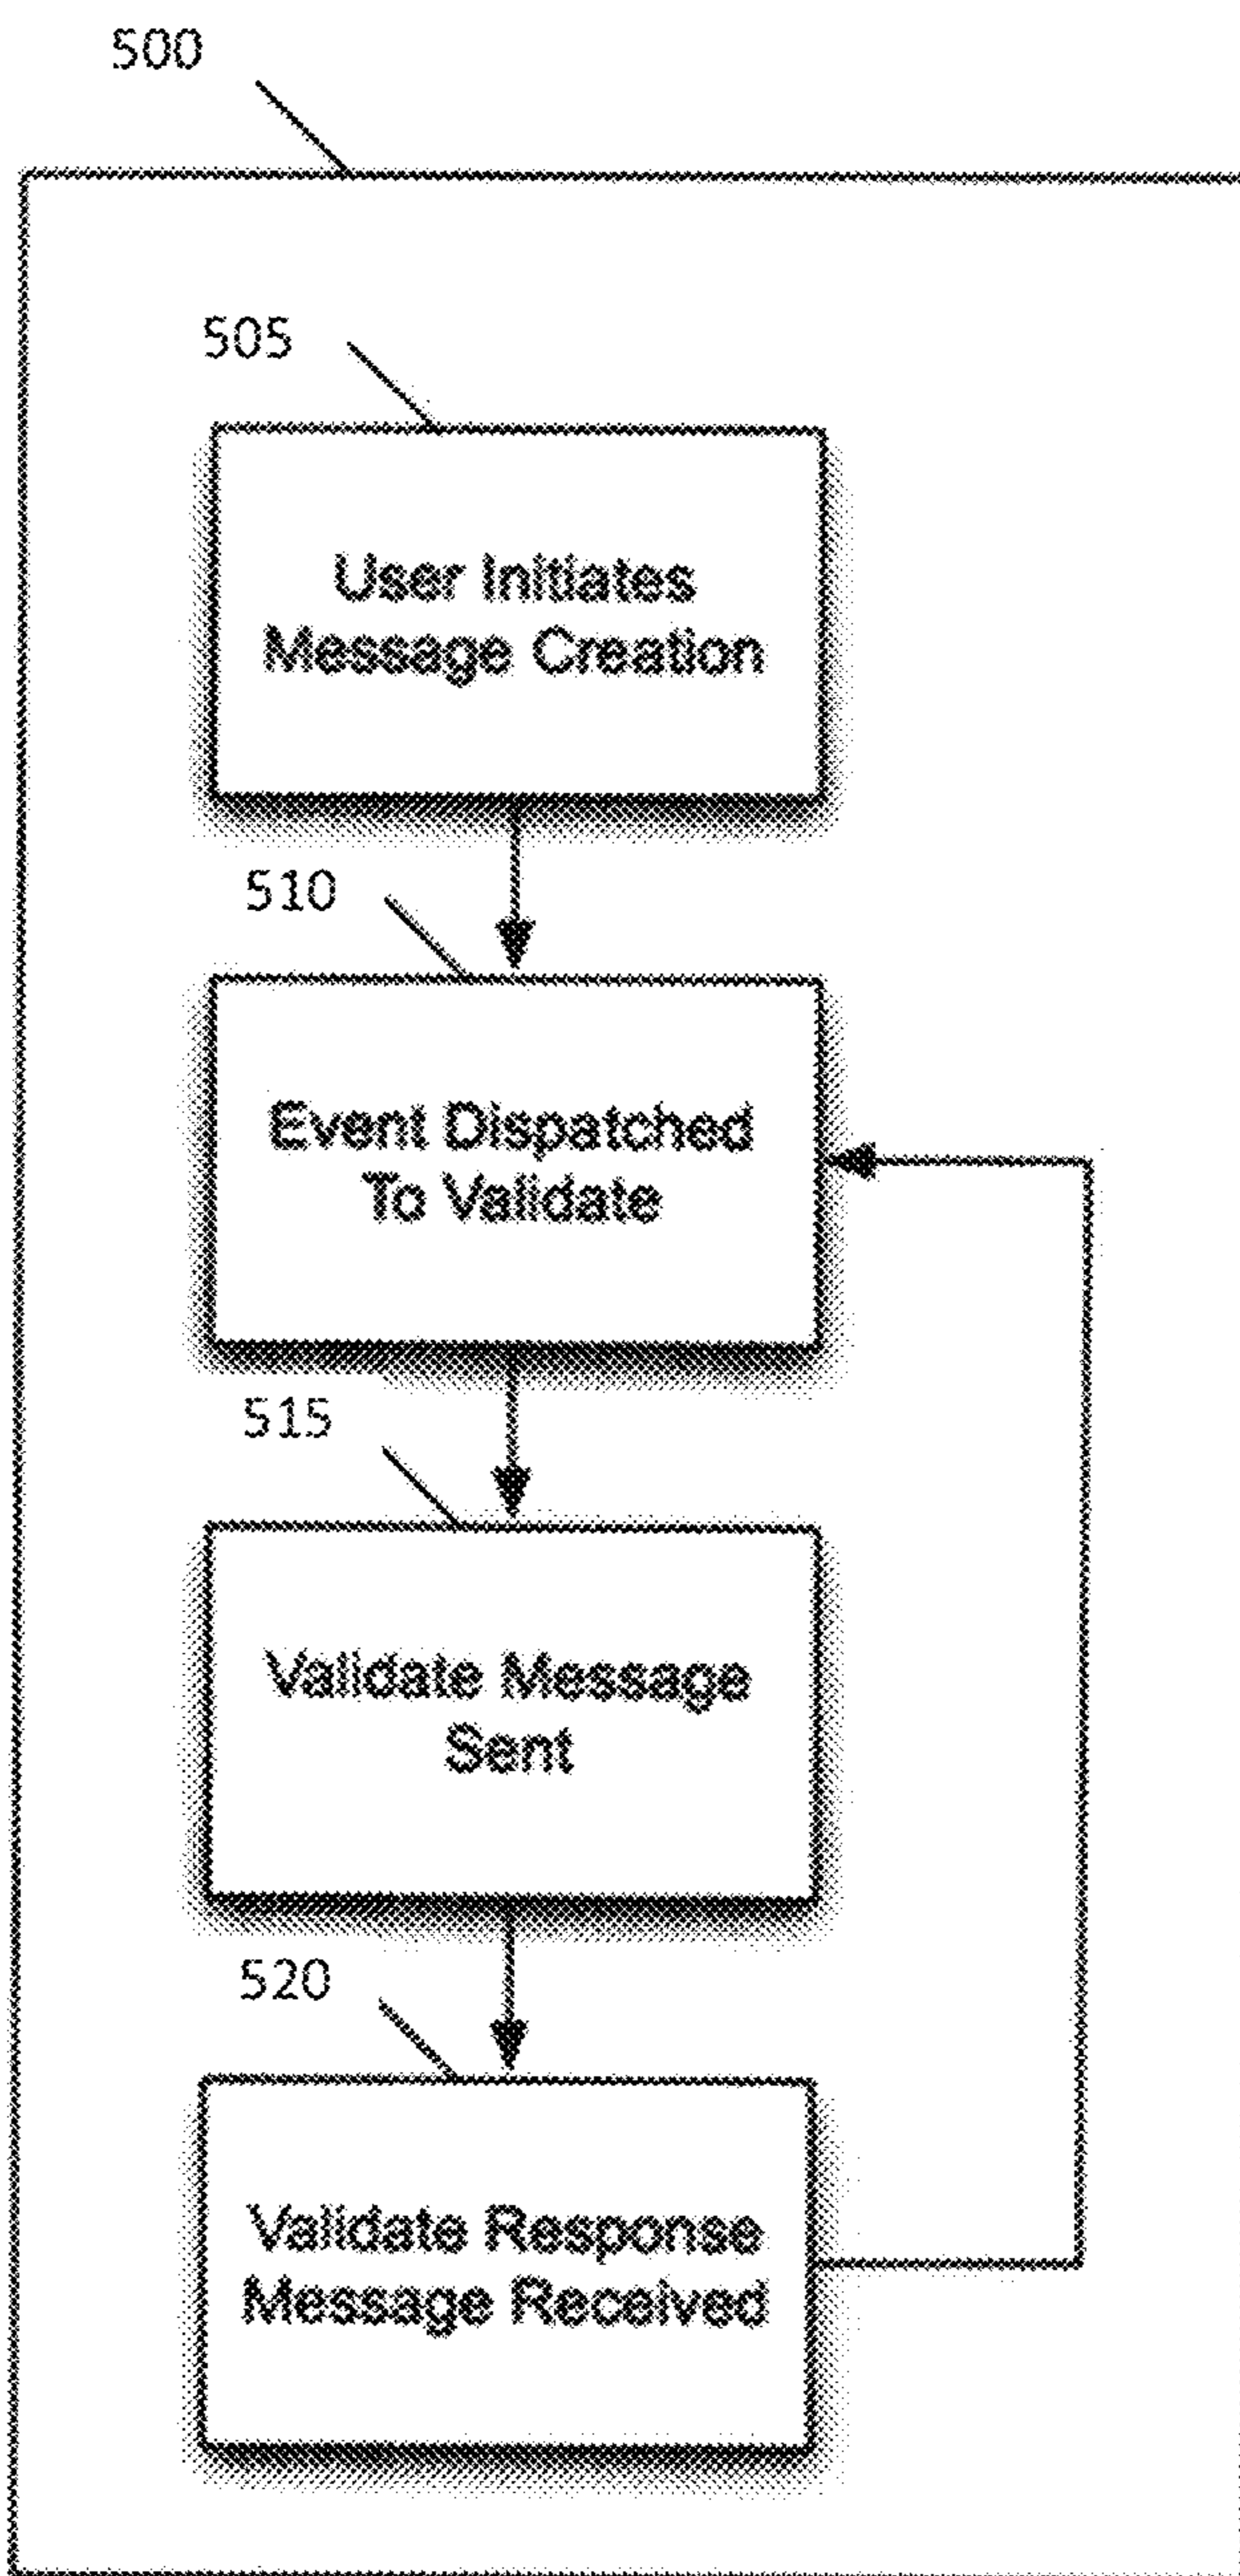 500
505
User Initiates
Message Creation
510
Event Dispatched
To Validate
515
Validate Message
Sent
520
Validate Response
Message Received